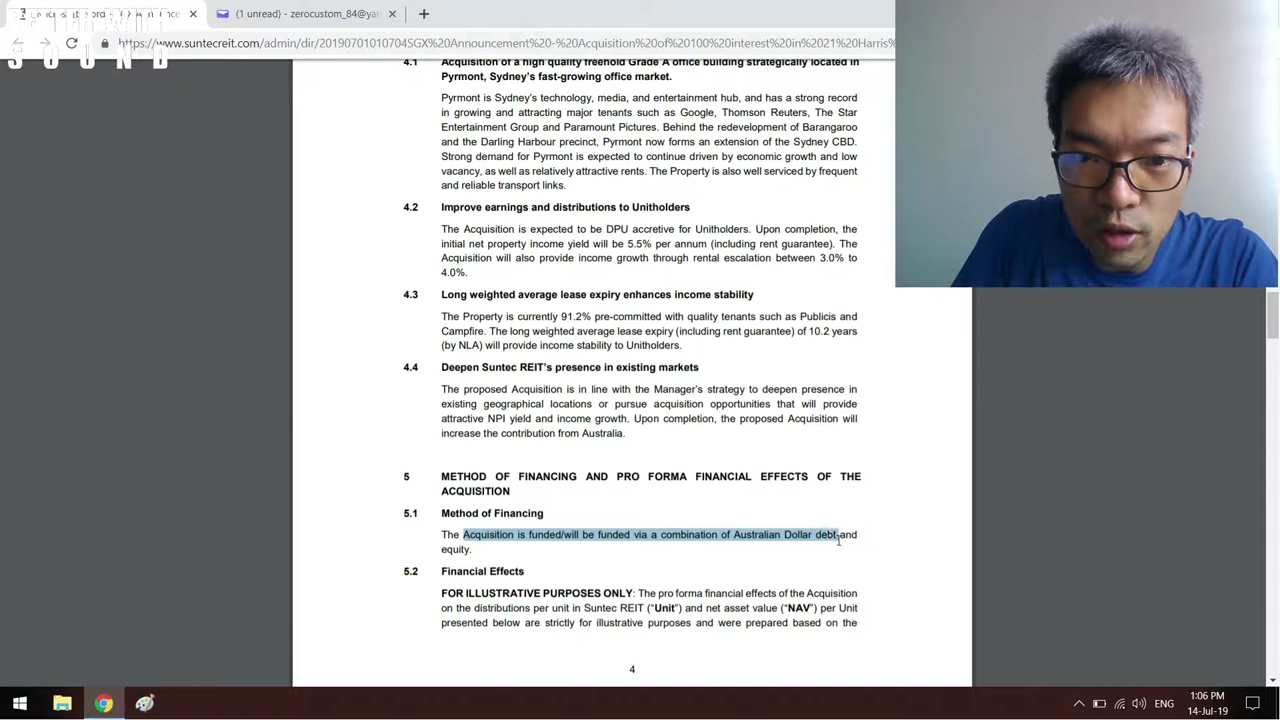 (1 unread) - zerocustom_84@ya
SOUND
https://www.suntecreit.com/admin/dir/20190701010704SGX%20Announcement%20-%20Acquisition%20of%20100%20interest%20in%2021%20Harris
4.1 Acquisition of a high quality freehold Grade A office building strategically located in
Pyrmont, Sydney's fast-growing office market.
Pyrmont is Sydney's technology, media, and entertainment hub, and has a strong record
in growing and attracting major tenants such as Google, Thomson Reuters, The Star
Entertainment Group and Paramount Pictures. Behind the redevelopment of Barangaroo
and the Darling Harbour precinct, Pyrmont now forms an extension of the Sydney CBD.
Strong demand for Pyrmont is expected to continue driven by economic growth and low
vacancy, as well as relatively attractive rents. The Property is also well serviced by frequent
and reliable transport links.
4.2 Improve earnings and distributions to Unitholders
The Acquisition is expected to be DPU accretive for Unitholders. Upon completion, the
initial net property income yield will be 5.5% per annum (including rent guarantee). The
Acquisition will also provide income growth through rental escalation between 3.0% to
4.0%.
4.3 Long weighted average lease expiry enhances income stability
The Property is currently 91.2% pre-committed with quality tenants such as Publicis and
Campfire. The long weighted average lease expiry (including rent guarantee) of 10.2 years
(by NLA) will provide income stability to Unitholders.
4.4 Deepen Suntec REIT's presence in existing markets
The proposed Acquisition is in line with the Manager's strategy to deepen presence in
existing geographical locations or pursue acquisition opportunities that will provide
attractive NPI yield and income growth. Upon completion, the proposed Acquisition will
increase the contribution from Australia.
5 METHOD OF FINANCING AND PRO FORMA FINANCIAL EFFECTS OF THE
ACQUISITION
5.1 Method of Financing
The Acquisition is funded/will be funded via a combination of Australian Dollar debt and
equity.
5.2 Financial Effects
FOR ILLUSTRATIVE PURPOSES ONLY: The pro forma financial effects of the Acquisition
on the distributions per unit in Suntec REIT ("Unit") and net asset value ("NAV") per Unit
presented below are strictly for illustrative purposes and were prepared based on the
4
ENG
1:06 PM
14-Jul-19